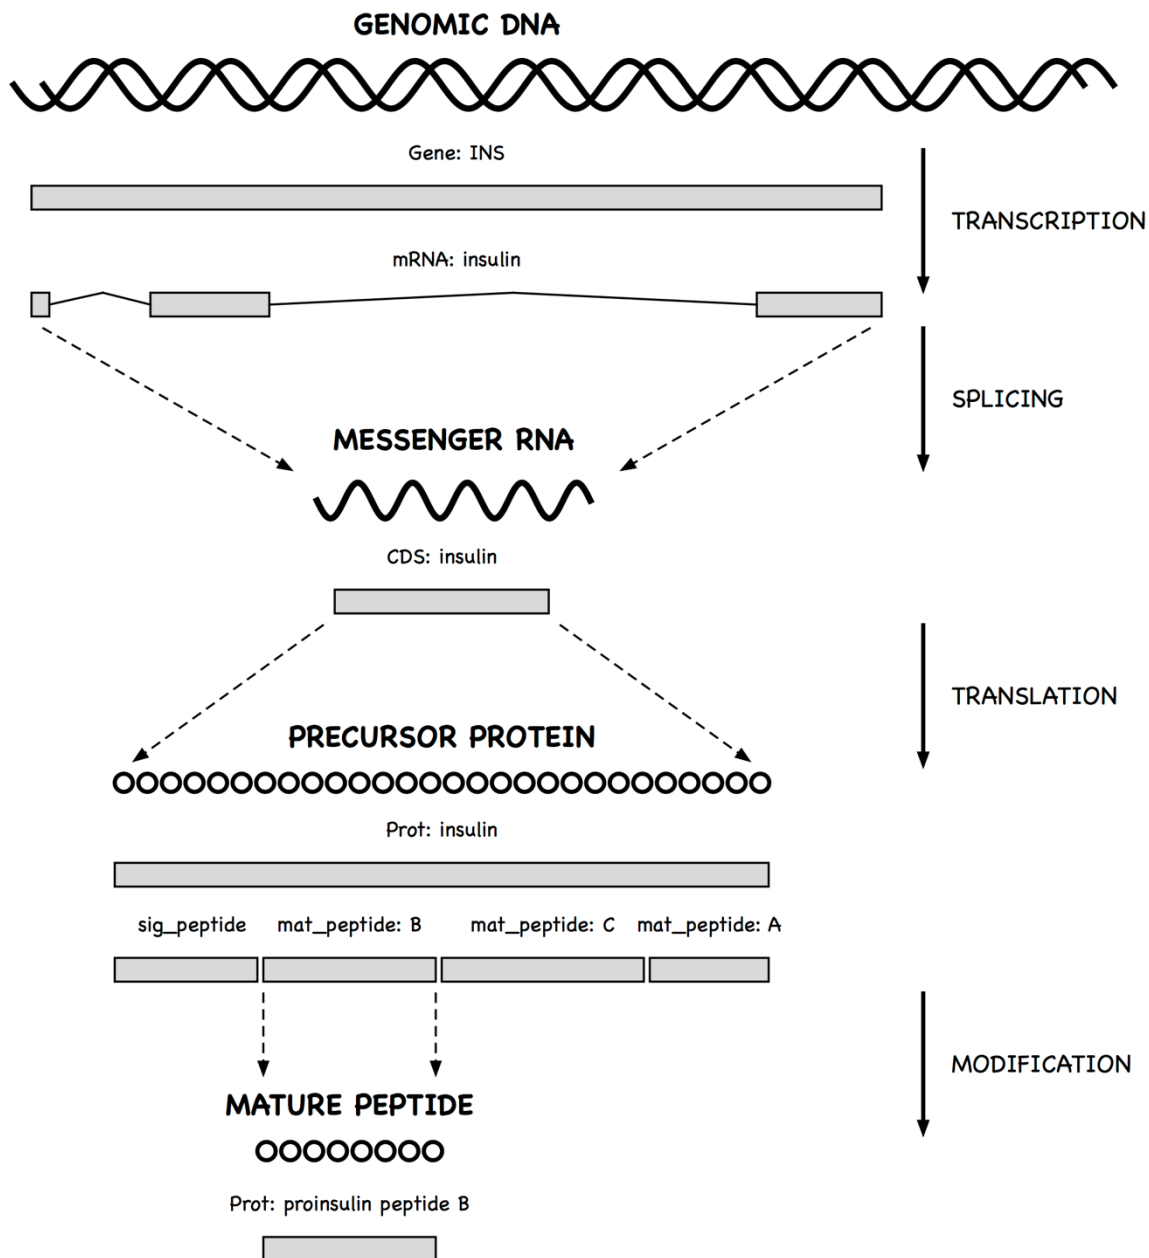 GENOMIC DNA
Gene: INS
TRANSCRIPTION
mRNA: insulin
SPLICING
MESSENGER RNA
CDS: insulin
TRANSLATION
PRECURSOR PROTEIN
Prot: insulin
sig_peptide mat_peptide: B mat_peptide: C mat_peptide: A
MODIFICATION
MATURE PEPTIDE
Prot: proinsulin peptide B